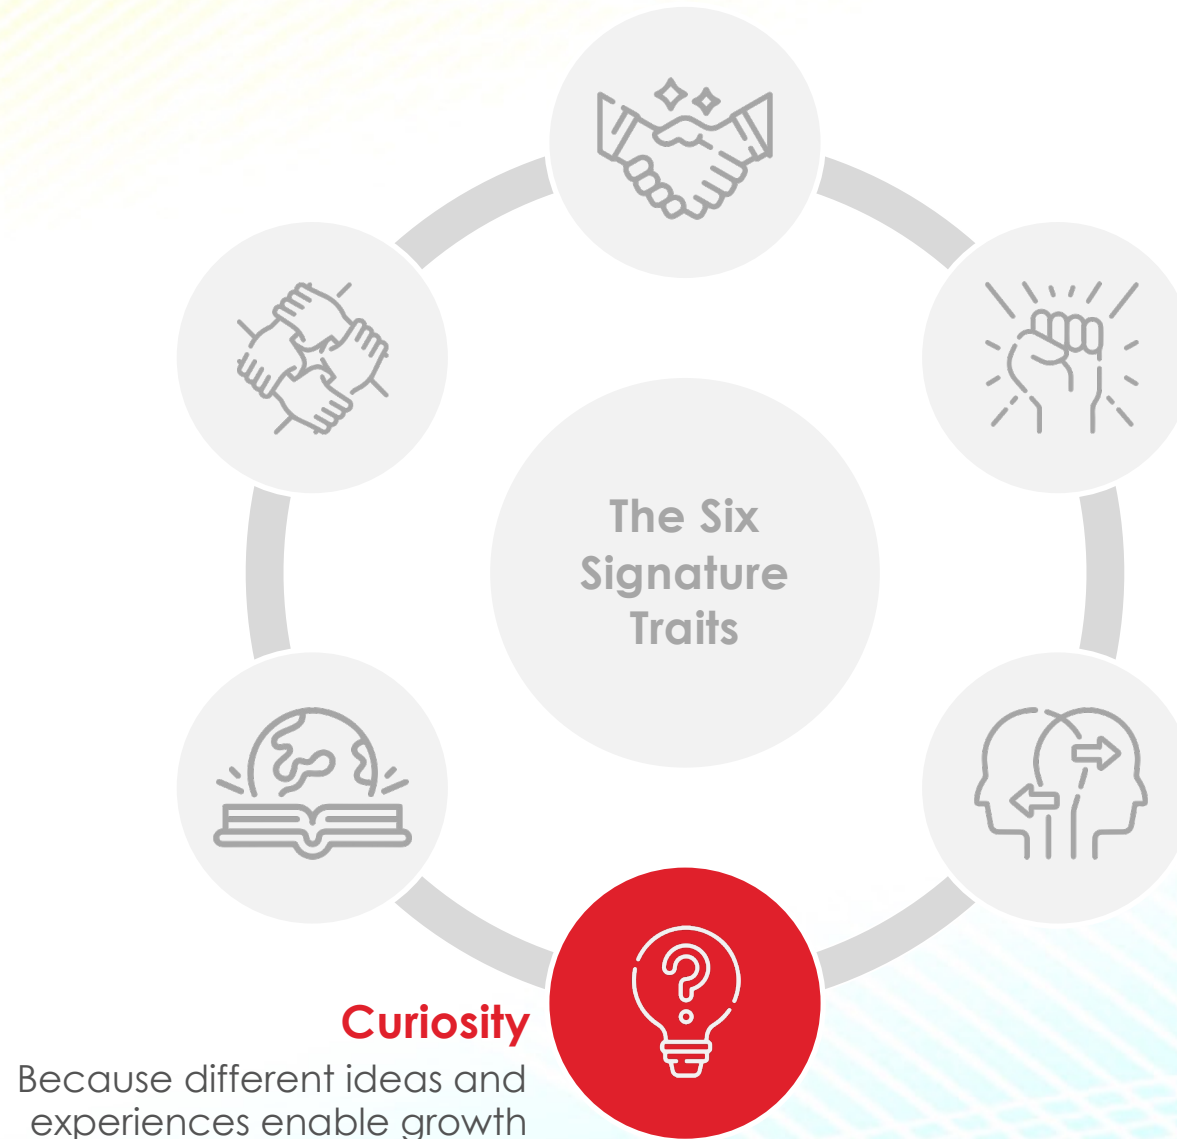 The Six
Signature
Traits
Curiosity
Because different ideas and
experiences enable growth